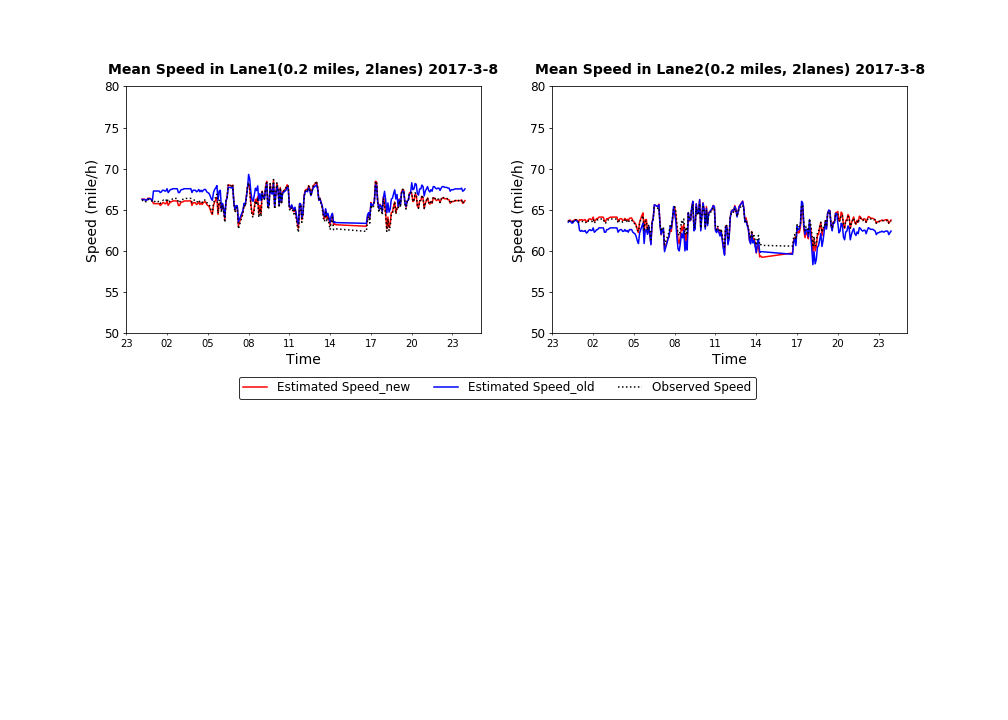 Mean Speed in Lane1(0.2 miles, 2lanes) 2017-3-8
80
75
70
65
60
55
50
Speed (mile/h)
23 02 05 08 11 14 17 20 23
Time
Mean Speed in Lane2(0.2 miles, 2lanes) 2017-3-8
80
75
70
65
60
55
50
Speed (mile/h)
23 02 05 08 11 14 17 20 23
Time
Estimated Speed_new Estimated Speed_old Observed Speed